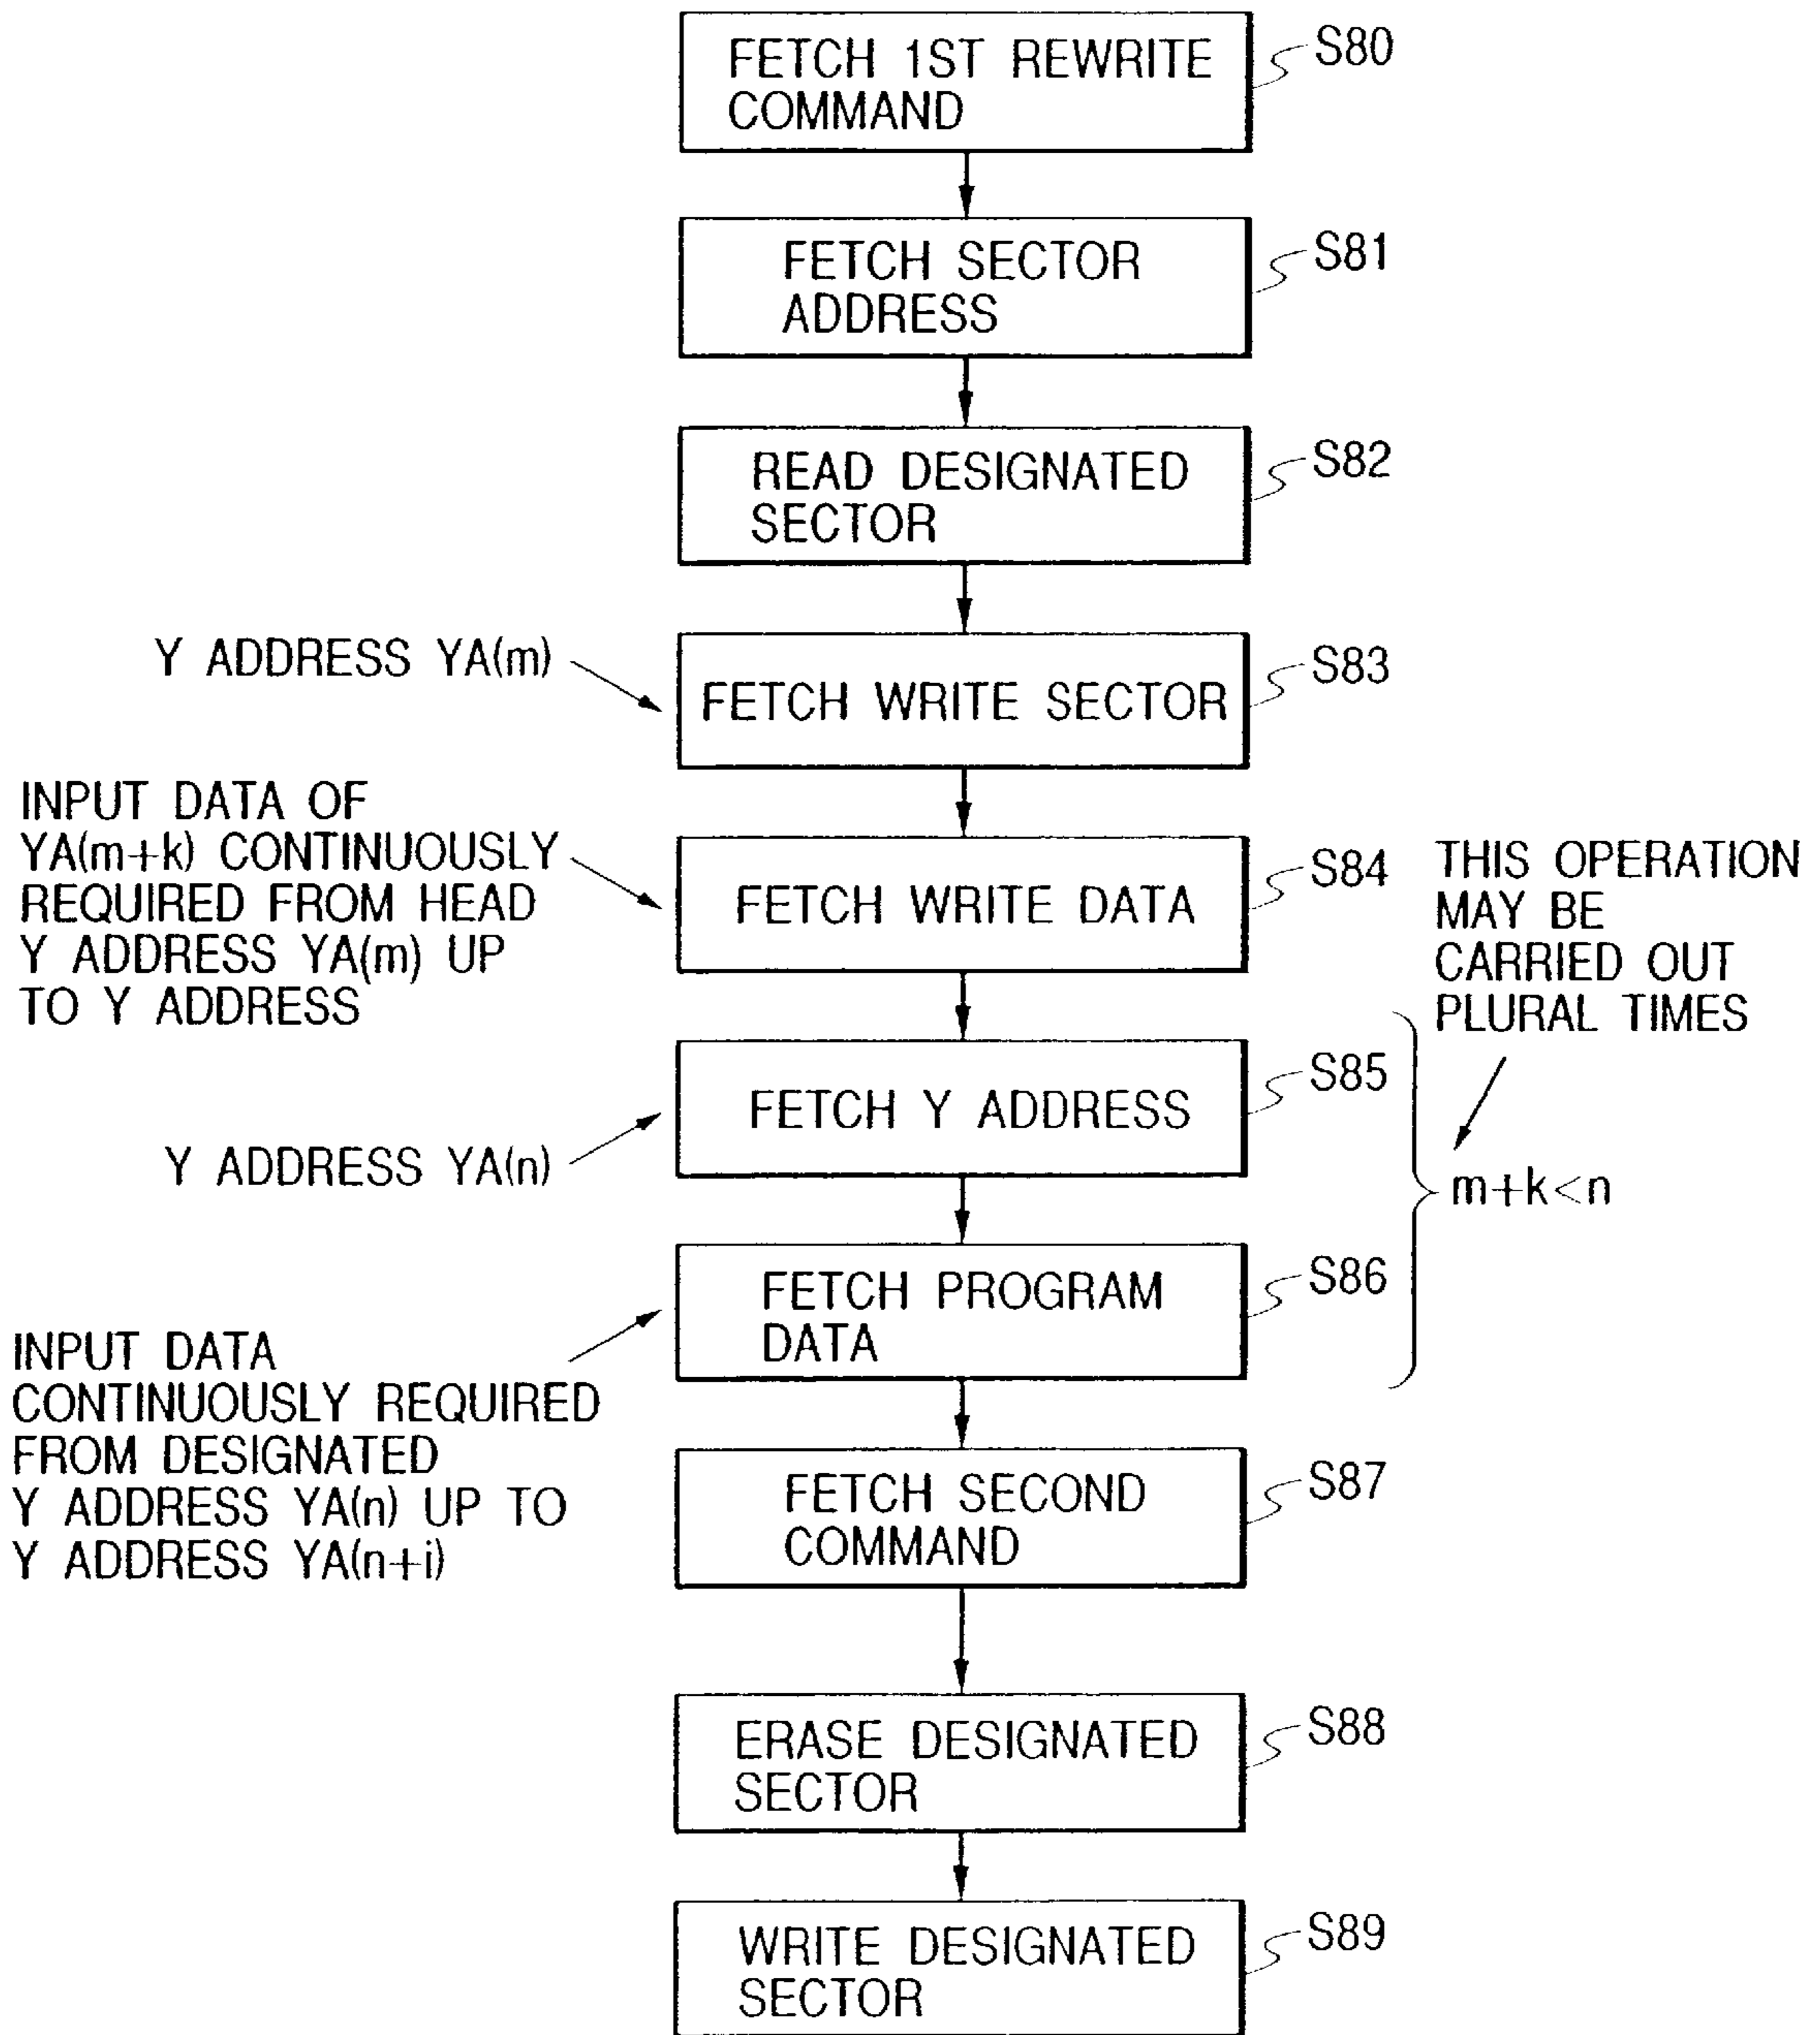 FETCH 1ST REWRITE
COMMAND
S80
FETCH SECTOR
ADDRESS
S81
READ DESIGNATED
SECTOR
S82
Y ADDRESS YA(m)
FETCH WRITE SECTOR
S83
INPUT DATA OF
YA(m+k) CONTINUOUSLY
REQUIRED FROM HEAD
Y ADDRESS YA(m) UP
TO Y ADDRESS
FETCH WRITE DATA
S84
THIS OPERATION
MAY BE
CARRIED OUT
PLURAL TIMES
FETCH Y ADDRESS
S85
Y ADDRESS YA(n)
m+k<n
FETCH PROGRAM
DATA
S86
INPUT DATA
CONTINUOUSLY REQUIRED
FROM DESIGNATED
Y ADDRESS YA(n) UP TO
Y ADDRESS YA(n+i)
FETCH SECOND
COMMAND
S87
ERASE DESIGNATED
SECTOR
S88
WRITE DESIGNATED
SECTOR
S89